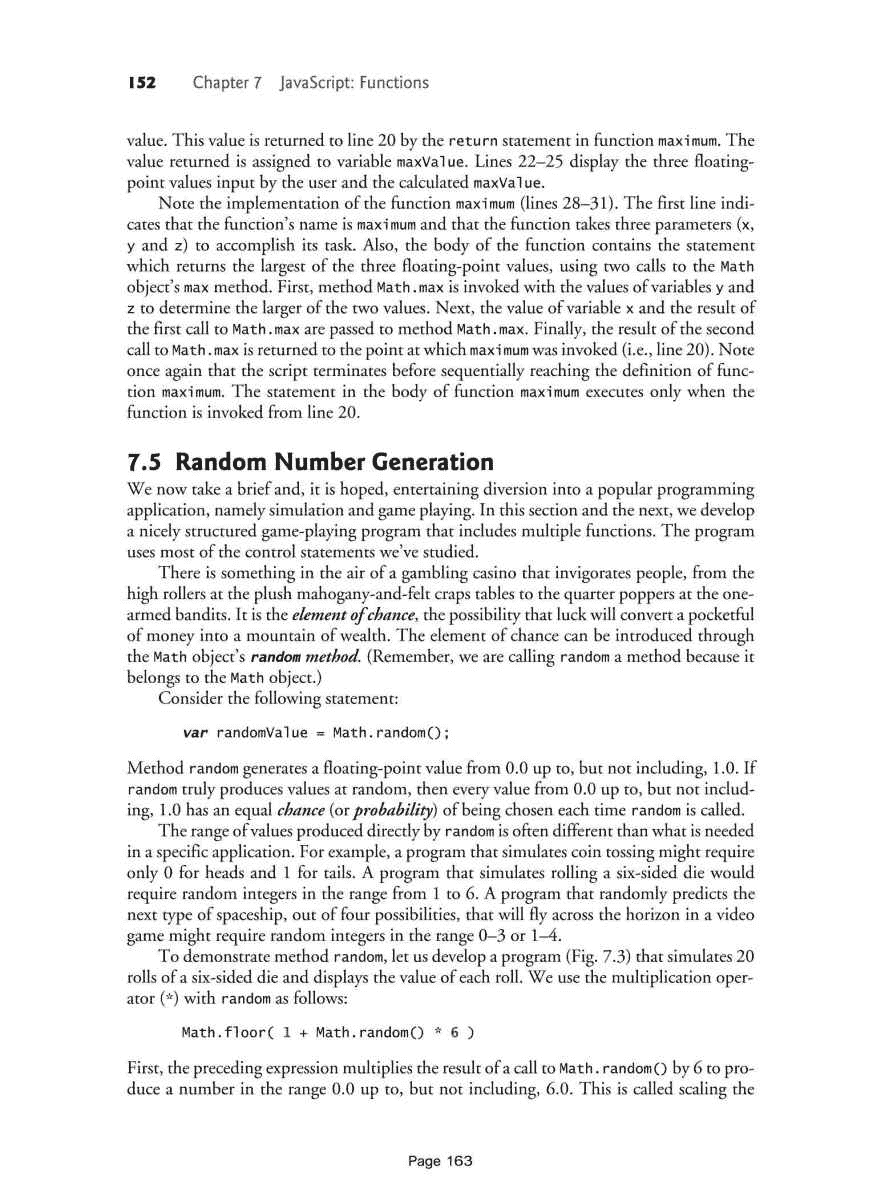 152 Chapter 7 JavaScript: Functions
value. This value is returned to line 20 by the return statement in function maximum. The
value returned is assigned to variable maxValue. Lines 22–25 display the three floating-
point values input by the user and the calculated maxValue.
Note the implementation of the function maximum (lines 28–31). The first line indi-
cates that the function's name is maximum and that the function takes three parameters (x,
y and z) to accomplish its task. Also, the body of the function contains the statement
which returns the largest of the three floating-point values, using two calls to the Math
object's max method. First, method Math.max is invoked with the values of variables y and
z to determine the larger of the two values. Next, the value of variable x and the result of
the first call to Math.max are passed to method Math.max. Finally, the result of the second
call to Math.max is returned to the point at which maximum was invoked (i.e., line 20). Note
once again that the script terminates before sequentially reaching the definition of func-
tion maximum. The statement in the body of function maximum executes only when the
function is invoked from line 20.
7.5 Random Number Generation
We now take a brief and, it is hoped, entertaining diversion into a popular programming
application, namely simulation and game playing. In this section and the next, we develop
a nicely structured game-playing program that includes multiple functions. The program
uses most of the control statements we've studied.
There is something in the air of a gambling casino that invigorates people, from the
high rollers at the plush mahogany-and-felt craps tables to the quarter poppers at the one-
armed bandits. It is the element of chance, the possibility that luck will convert a pocketful
of money into a mountain of wealth. The element of chance can be introduced through
the Math object's random method. (Remember, we are calling random a method because it
belongs to the Math object.)
Consider the following statement:
var randomValue = Math.random();
Method random generates a floating-point value from 0.0 up to, but not including, 1.0. If
random truly produces values at random, then every value from 0.0 up to, but not includ-
ing, 1.0 has an equal chance (or probability) of being chosen each time random is called.
The range of values produced directly by random is often different than what is needed
in a specific application. For example, a program that simulates coin tossing might require
only 0 for heads and 1 for tails. A program that simulates rolling a six-sided die would
require random integers in the range from 1 to 6. A program that randomly predicts the
next type of spaceship, out of four possibilities, that will fly across the horizon in a video
game might require random integers in the range 0–3 or 1–4.
To demonstrate method random, let us develop a program (Fig. 7.3) that simulates 20
rolls of a six-sided die and displays the value of each roll. We use the multiplication oper-
ator (*) with random as follows:
Math.floor( 1 + Math.random() * 6 )
First, the preceding expression multiplies the result of a call to Math.random() by 6 to pro-
duce a number in the range 0.0 up to, but not including, 6.0. This is called scaling the
Page 163